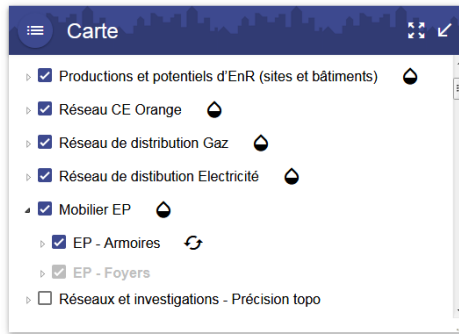 Carte
Productions et potentiels d'EnR (sites et bâtiments)
Réseau CE Orange
Réseau de distribution Gaz
Réseau de distibution Electricité
Mobilier EP
EP - Armoires
EP - Foyers
Réseaux et investigations - Précision topo